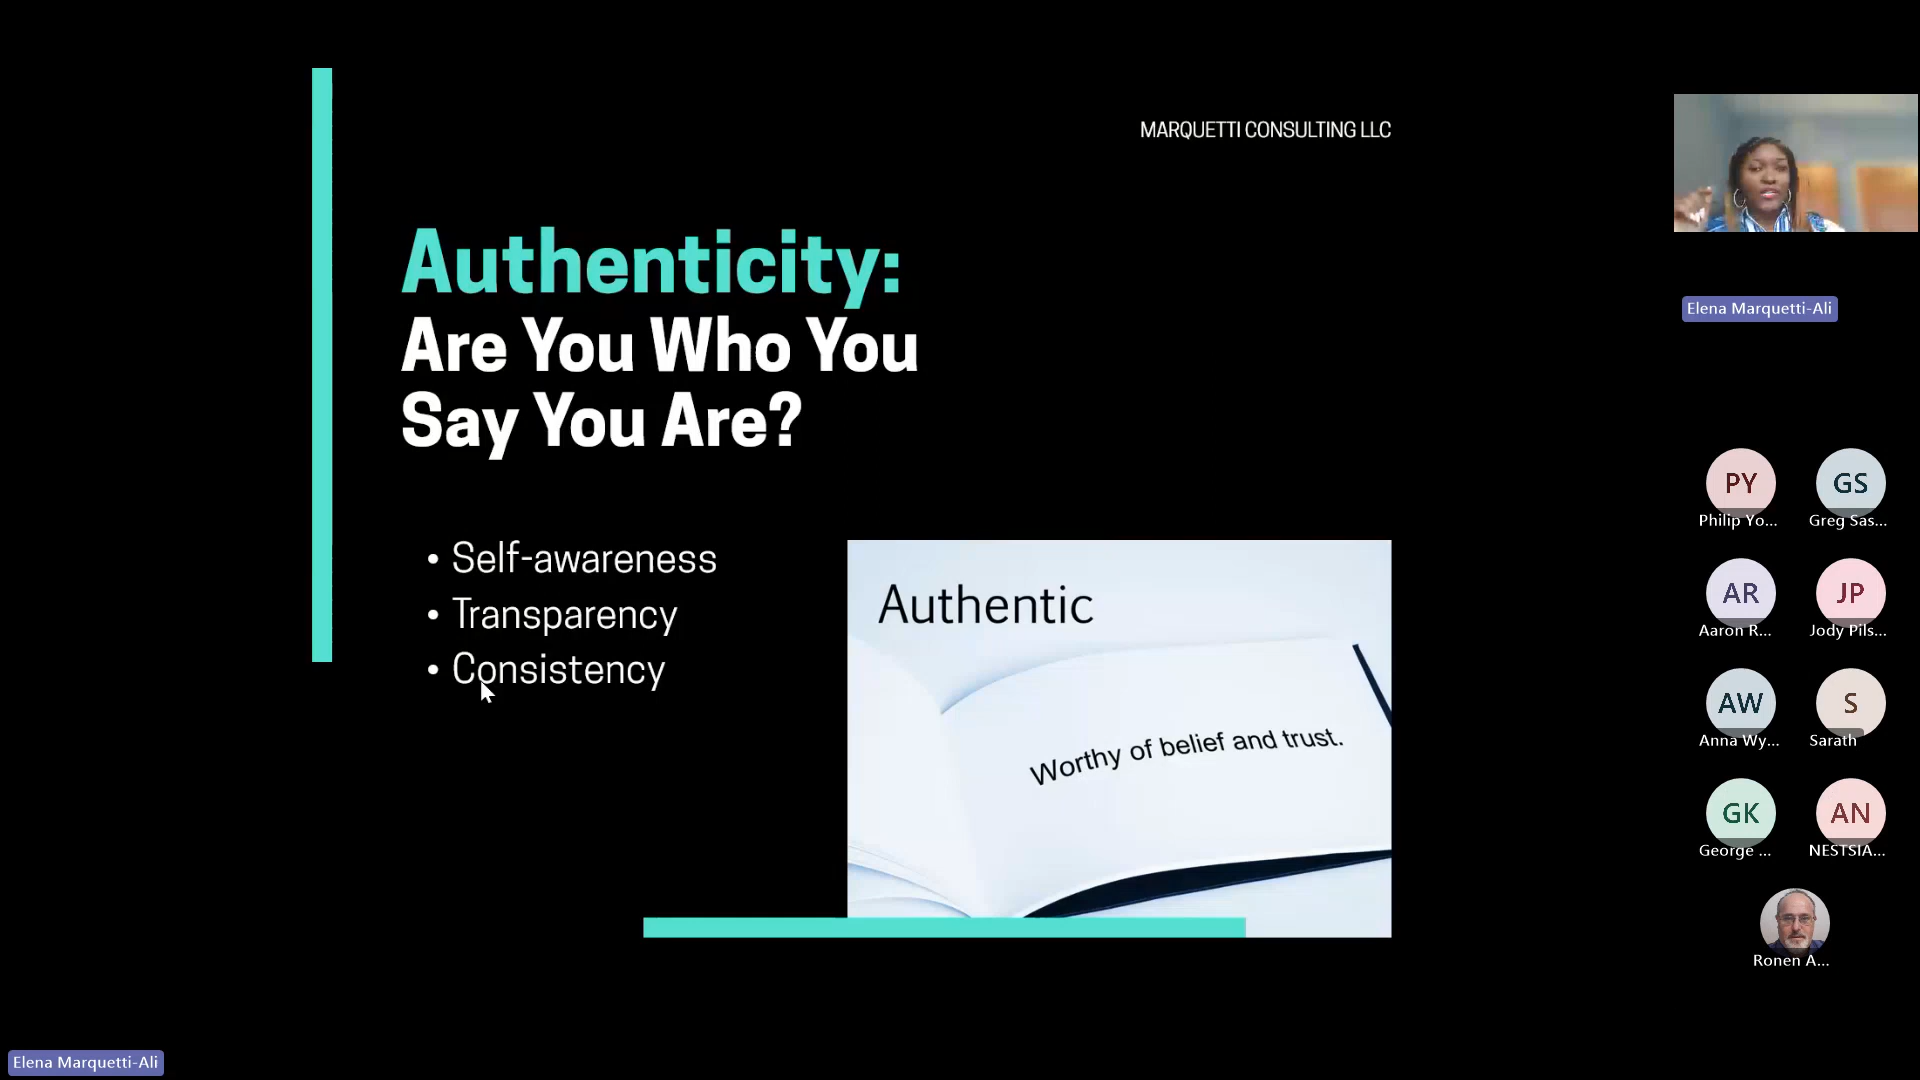 MARQUETTI CONSULTING LLC
Authenticity:
Are You Who You
Say You Are?
• Self-awareness
• Transparency
• Consistency
Authentic
Worthy of belief and trust.
Elena Marquetti-Ali
PY
Philip Yo...
GS
Greg Sas...
AR
Aaron R...
JP
Jody Pils...
AW
Anna Wy...
S
Sarath
GK
George ...
AN
NESTSIA...
Ronen A...
Elena Marquetti-Ali